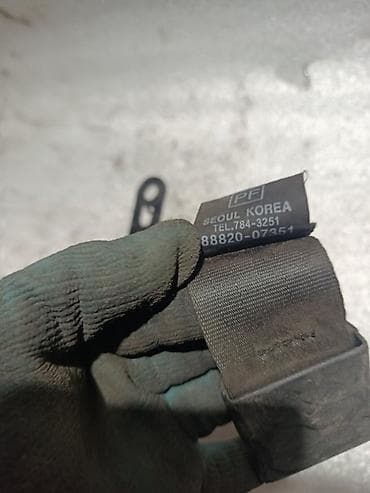 PF
SEOUL KOREA
TEL.784-3251
88820-07351